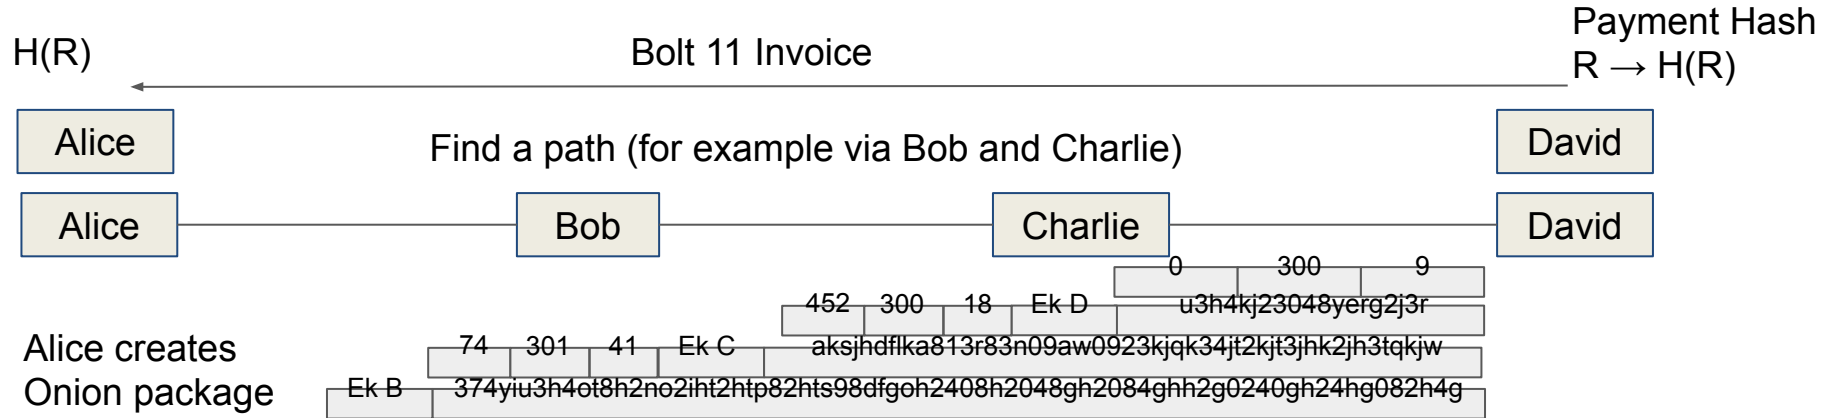 Payment Hash
H(R) Bolt 11 Invoice R → H(R)
Alice Find a path (for example via Bob and Charlie) David
Alice Bob Charlie David
0 300 9
452 300 18 Ek D u3h4kj23048yerg2j3r
Alice creates 74 301 41 Ek C aksjhdflka813r83n09aw0923kjqk34jt2kjt3jhk2jh3tqkjw
Onion package Ek B 374yiu3h4ot8h2no2iht2htp82hts98dfgoh2408h2048gh2084ghh2g0240gh24hg082h4g